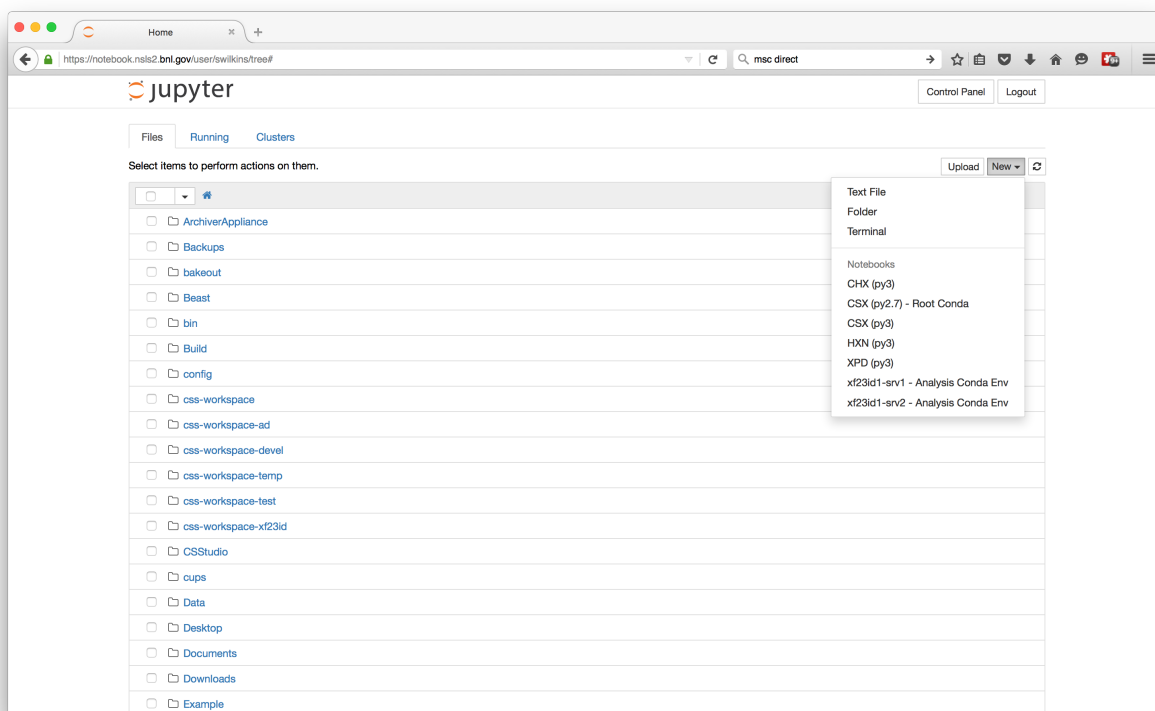 Home
https://notebook.nsls2.bnl.gov/user/swilkins/tree#
msc direct
jupyter
Control Panel
Logout
Files
Running
Clusters
Select items to perform actions on them.
Upload
New
Text File
Folder
Terminal
Notebooks
CHX (py3)
CSX (py2.7) - Root Conda
CSX (py3)
HXN (py3)
XPD (py3)
xf23id1-srv1 - Analysis Conda Env
xf23id1-srv2 - Analysis Conda Env
ArchiverAppliance
Backups
bakeout
Beast
bin
Build
config
css-workspace
css-workspace-ad
css-workspace-devel
css-workspace-temp
css-workspace-test
css-workspace-xf23id
CSStudio
cups
Data
Desktop
Documents
Downloads
Example